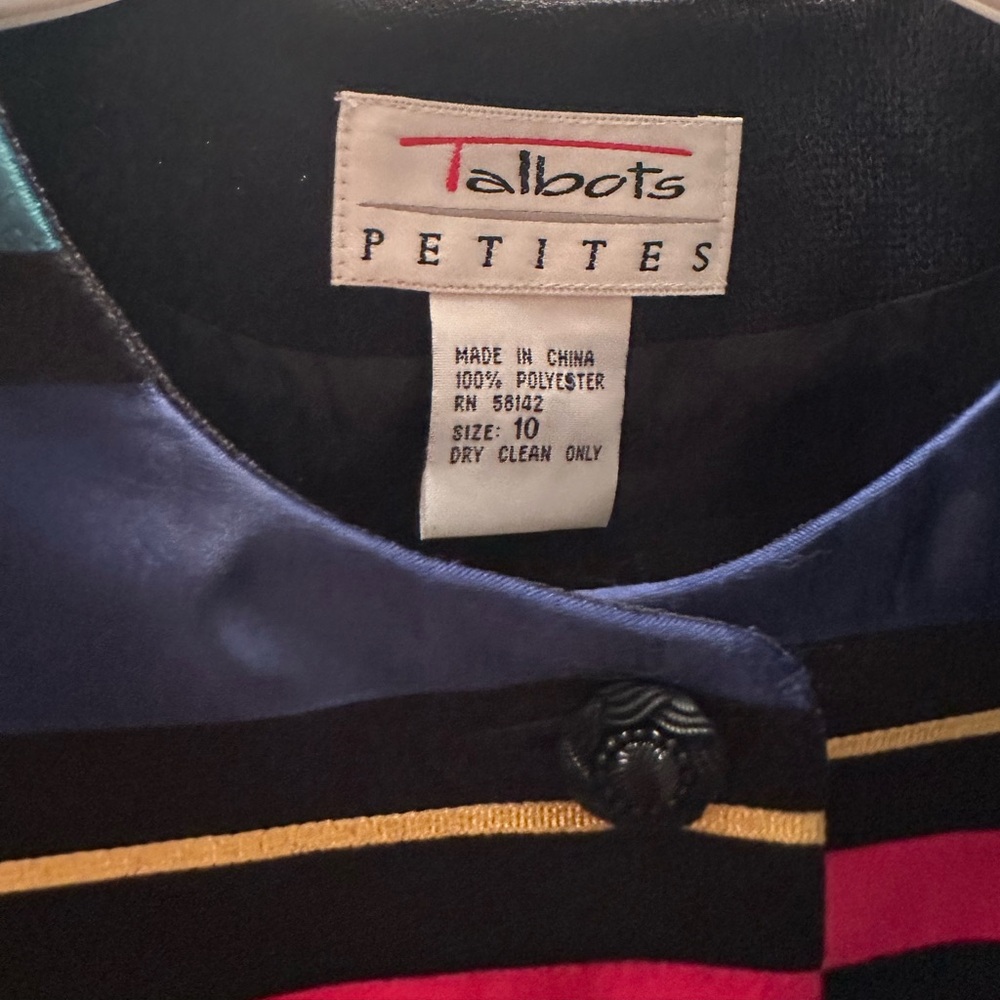 Talbots
PETITES
MADE IN CHINA
100% POLYESTER
RN 58142
SIZE: 10
DRY CLEAN ONLY